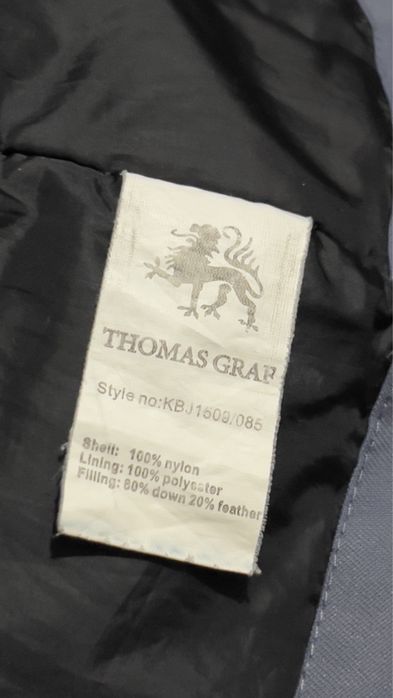 THOMAS GRAF
Style no:KBJ1609/085
Shell: 100% nylon
Lining: 100% polyester
Filling: 80% down 20% feather